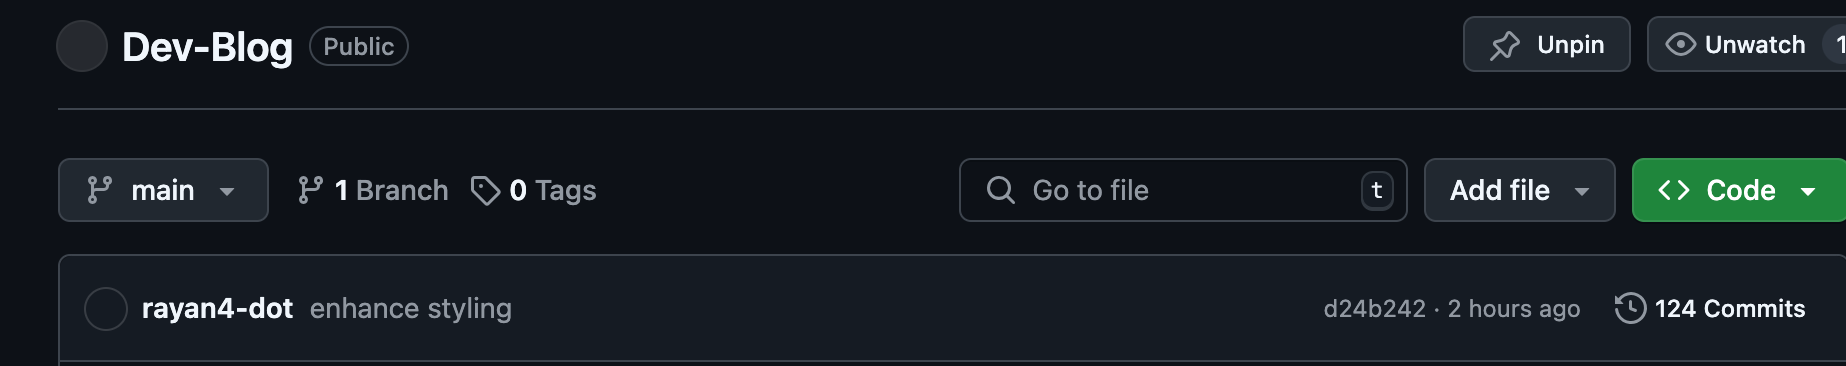 Dev-Blog Public Unpin Unwatch 1
main 1 Branch 0 Tags Go to file t Add file Code
rayan4-dot enhance styling d24b242 · 2 hours ago 124 Commits